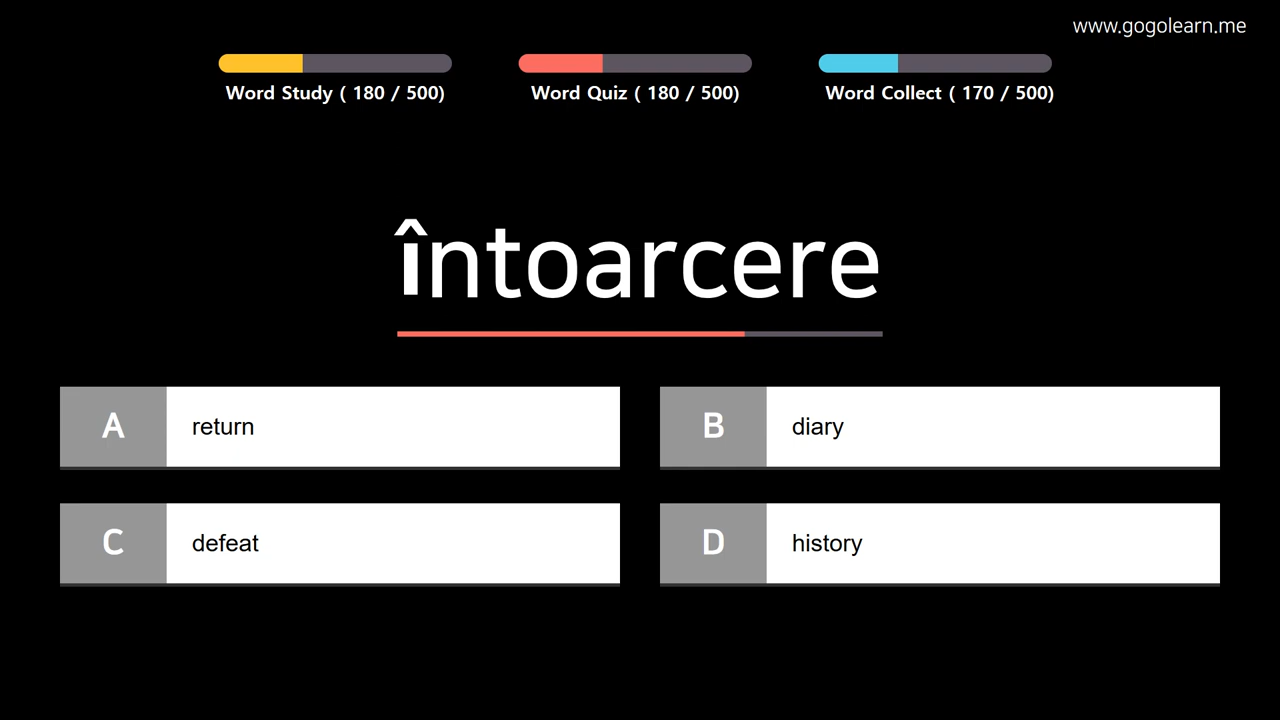 www.gogolearn.me
Word Study ( 180 / 500)
Word Quiz ( 180 / 500)
Word Collect ( 170 / 500)
întoarcere
A return
B diary
C defeat
D history